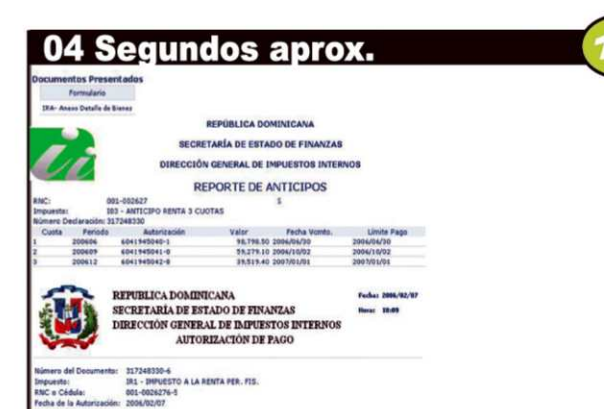 04 Segundos aprox.
Documentos Presentados
Formulario
IRA- Anexo Detalle de Bienes
REPÚBLICA DOMINICANA
SECRETARÍA DE ESTADO DE FINANZAS
DIRECCIÓN GENERAL DE IMPUESTOS INTERNOS
REPORTE DE ANTICIPOS
RNC: 001-002627 S
Impuesto: I03 - ANTICIPO RENTA 3 CUOTAS
Número Declaración: 317248330
Cuota Periodo Autorización Valor Fecha Vcmto. Límite Pago
1 200606 6041945040-1 98,798.50 2006/06/30 2006/06/30
2 200609 6041945041-0 59,279.10 2006/10/02 2006/10/02
3 200612 6041945042-8 39,519.40 2007/01/01 2007/01/01
REPUBLICA DOMINICANA Fecha: 2006/02/07
SECRETARÍA DE ESTADO DE FINANZAS Hora: 10:09
DIRECCIÓN GENERAL DE IMPUESTOS INTERNOS
AUTORIZACIÓN DE PAGO
Número del Documento: 317248330-6
Impuesto: IR1 - IMPUESTO A LA RENTA PER. FIS.
RNC o Cédula: 001-0026276-5
Fecha de la Autorización: 2006/02/07